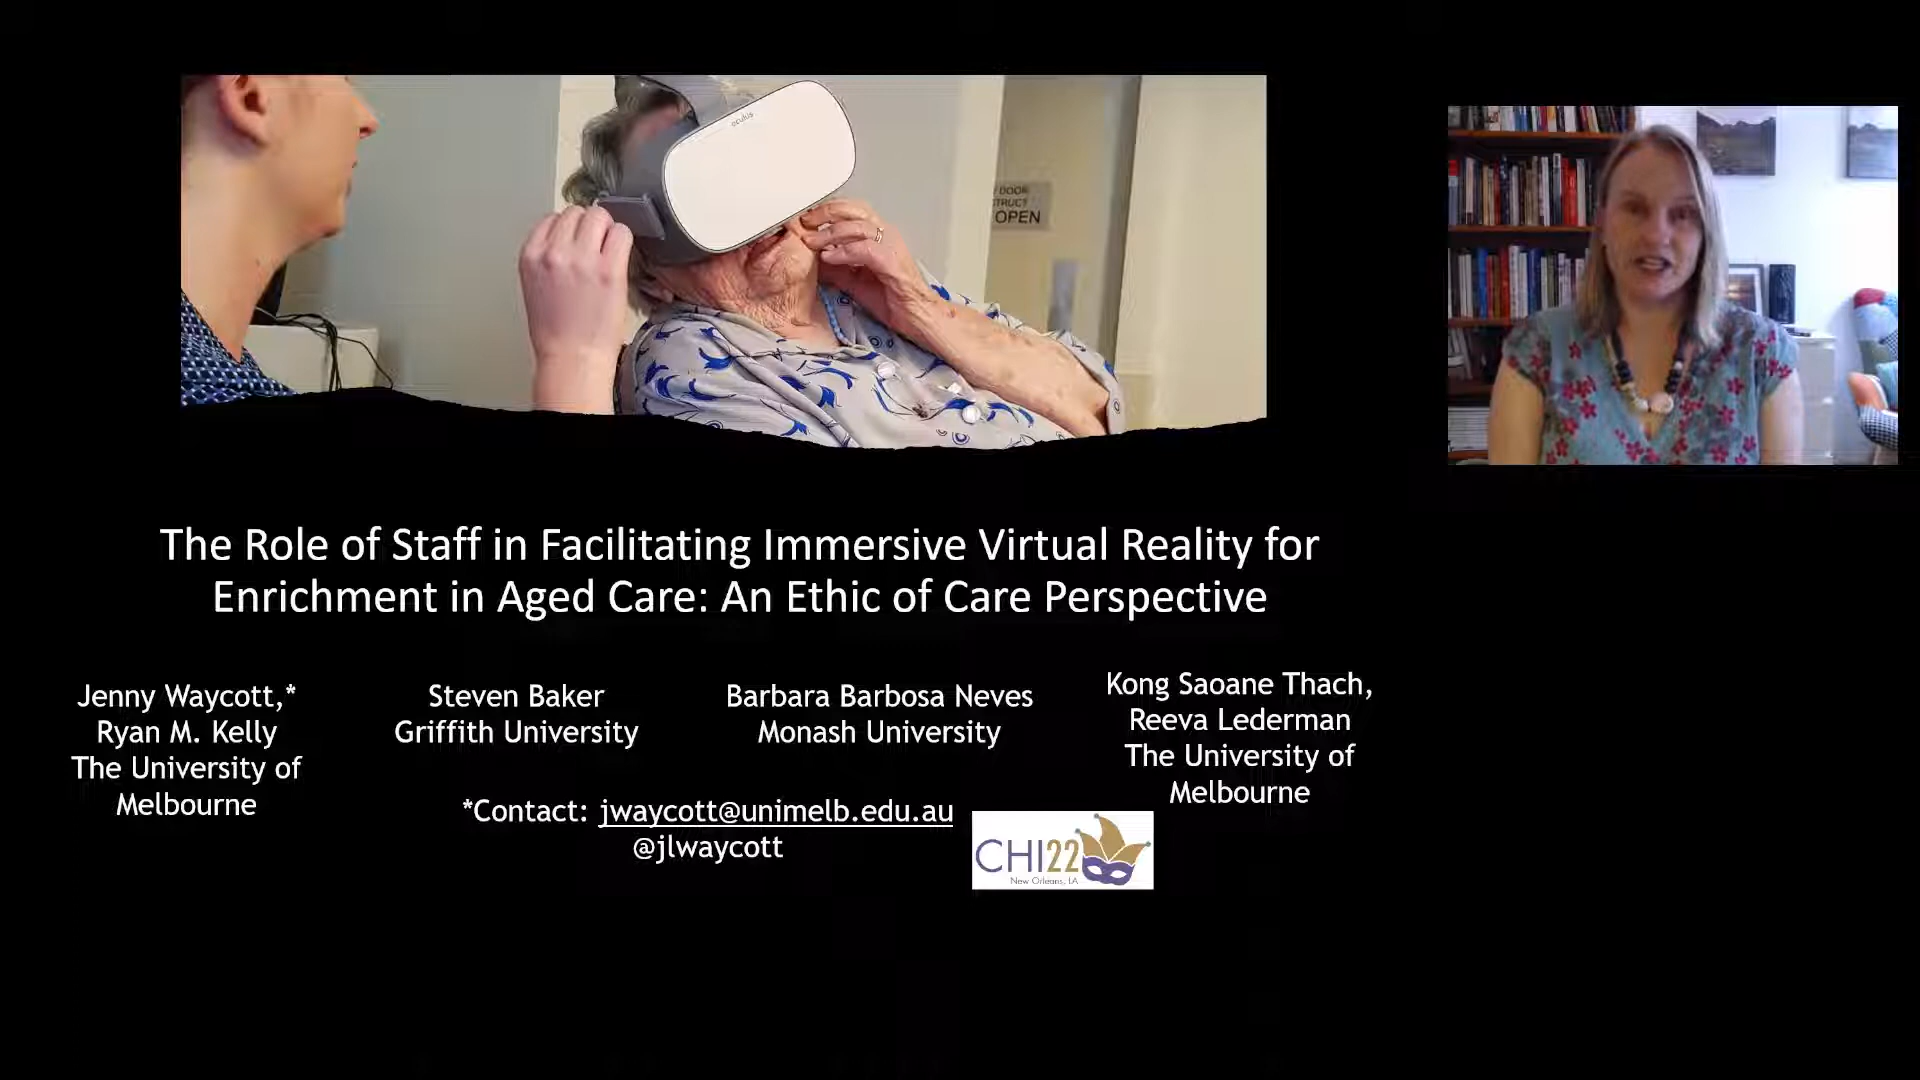 oculus
DOOR
OPEN
The Role of Staff in Facilitating Immersive Virtual Reality for
Enrichment in Aged Care: An Ethic of Care Perspective
Jenny Waycott,*
Ryan M. Kelly
The University of
Melbourne
Steven Baker
Griffith University
Barbara Barbosa Neves
Monash University
Kong Saoane Thach,
Reeva Lederman
The University of
Melbourne
*Contact: jwaycott@unimelb.edu.au
@jlwaycott
CHI22
New Orleans, LA